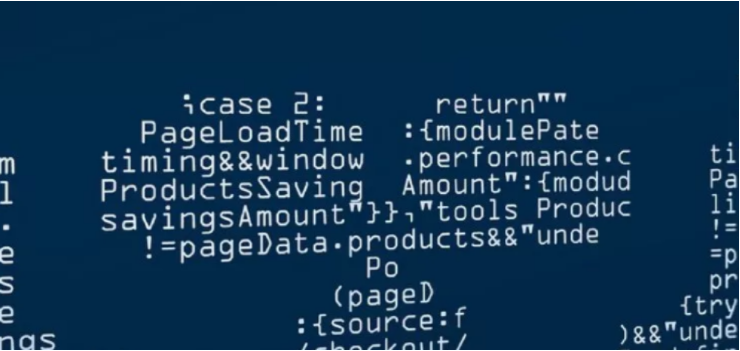 ;case 2: return""
PageLoadTime :{modulePate
m timing&&window .performance.c ti
l ProductsSaving Amount":{modud Pa
. savingsAmount"}},"tools Produc li
e !=pageData.products&&"unde !=
s Po =p
e (pageD pr
:{source:f {try
ngs /checkout/ )&&"unde